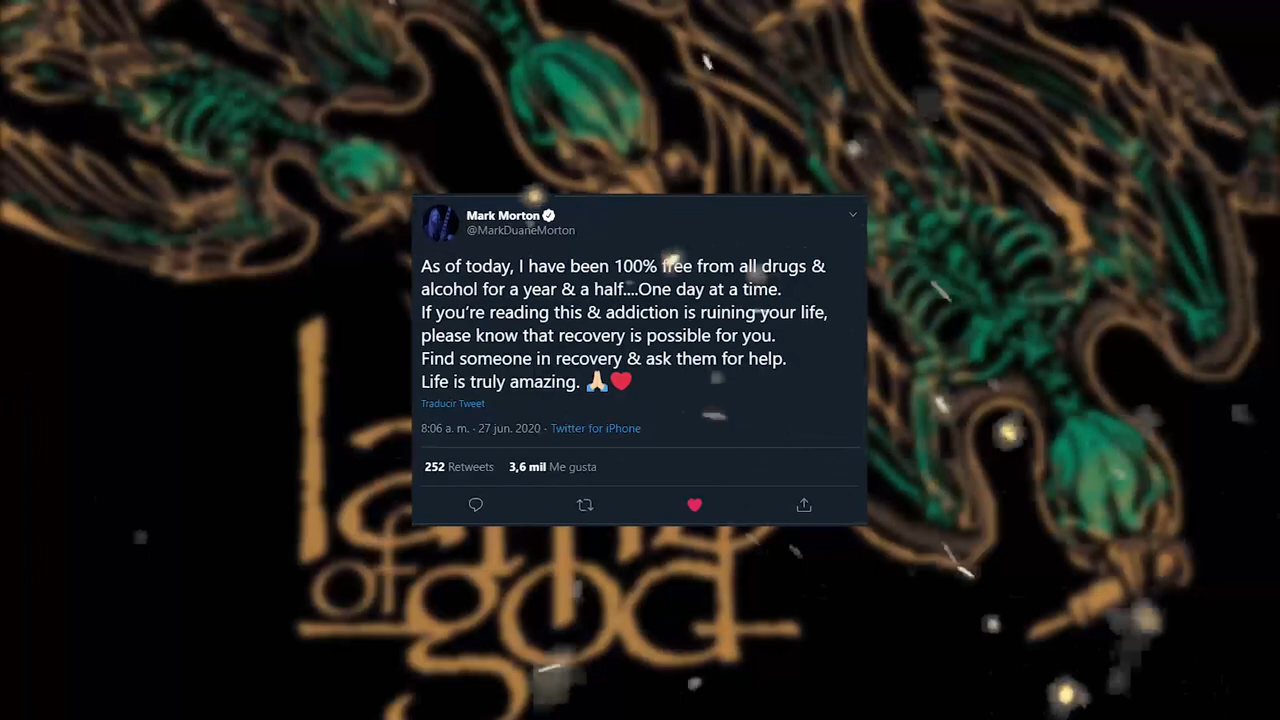 Mark Morton
@MarkDuaneMorton
As of today, I have been 100% free from all drugs &
alcohol for a year & a half....One day at a time.
If you're reading this & addiction is ruining your life,
please know that recovery is possible for you.
Find someone in recovery & ask them for help.
Life is truly amazing. 🙏🏻❤️
Traducir Tweet
8:06 a. m. · 27 jun. 2020 · Twitter for iPhone
252 Retweets 3,6 mil Me gusta
lamb
of god